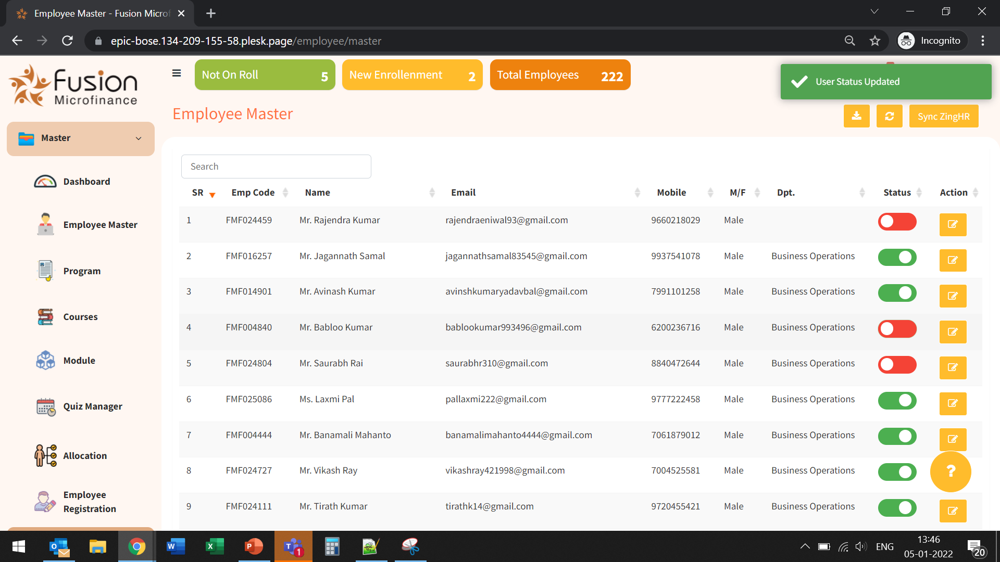 Employee Master - Fusion Microf
epic-bose.134-209-155-58.plesk.page/employee/master
Incognito
Fusion
Microfinance
Not On Roll 5
New Enrollenment 2
Total Employees 222
User Status Updated
Employee Master
Sync ZingHR
Master
Dashboard
Employee Master
Program
Courses
Module
Quiz Manager
Allocation
Employee
Registration
Search
SR Emp Code Name Email Mobile M/F Dpt. Status Action
1 FMF024459 Mr. Rajendra Kumar rajendraeniwal93@gmail.com 9660218029 Male
2 FMF016257 Mr. Jagannath Samal jagannathsamal83545@gmail.com 9937541078 Male Business Operations
3 FMF014901 Mr. Avinash Kumar avinshkumaryadavbal@gmail.com 7991101258 Male Business Operations
4 FMF004840 Mr. Babloo Kumar babloookumar993496@gmail.com 6200236716 Male Business Operations
5 FMF024804 Mr. Saurabh Rai saurabhr310@gmail.com 8840472644 Male Business Operations
6 FMF025086 Ms. Laxmi Pal pallaxmi222@gmail.com 9777222458 Male Business Operations
7 FMF004444 Mr. Banamali Mahanto banamalimahanto4444@gmail.com 7061879012 Male Business Operations
8 FMF024727 Mr. Vikash Ray vikashray421998@gmail.com 7004525581 Male Business Operations
?
9 FMF024111 Mr. Tirath Kumar tirathk14@gmail.com 9720455421 Male Business Operations
O
W
X
P
T
1
ENG
13:46
05-01-2022
20